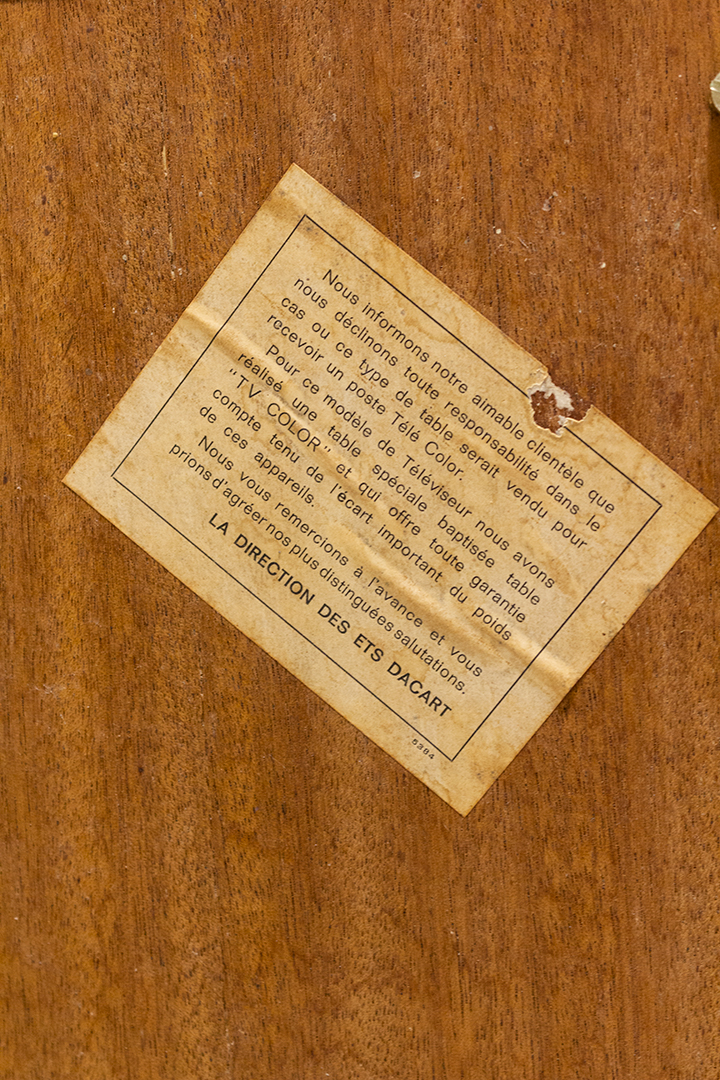 Nous informons notre aimable clientèle que
nous déclinons toute responsabilité dans le
cas ou ce type de table serait vendu pour
recevoir un poste Télé Color.
Pour ce modèle de Téléviseur nous avons
réalisé une table spéciale baptisée table
"TV COLOR" et qui offre toute garantie
compte tenu de l'écart important du poids
de ces appareils.
Nous vous remercions à l'avance et vous
prions d'agréer nos plus distinguées salutations.
LA DIRECTION DES ETS DACART
5384